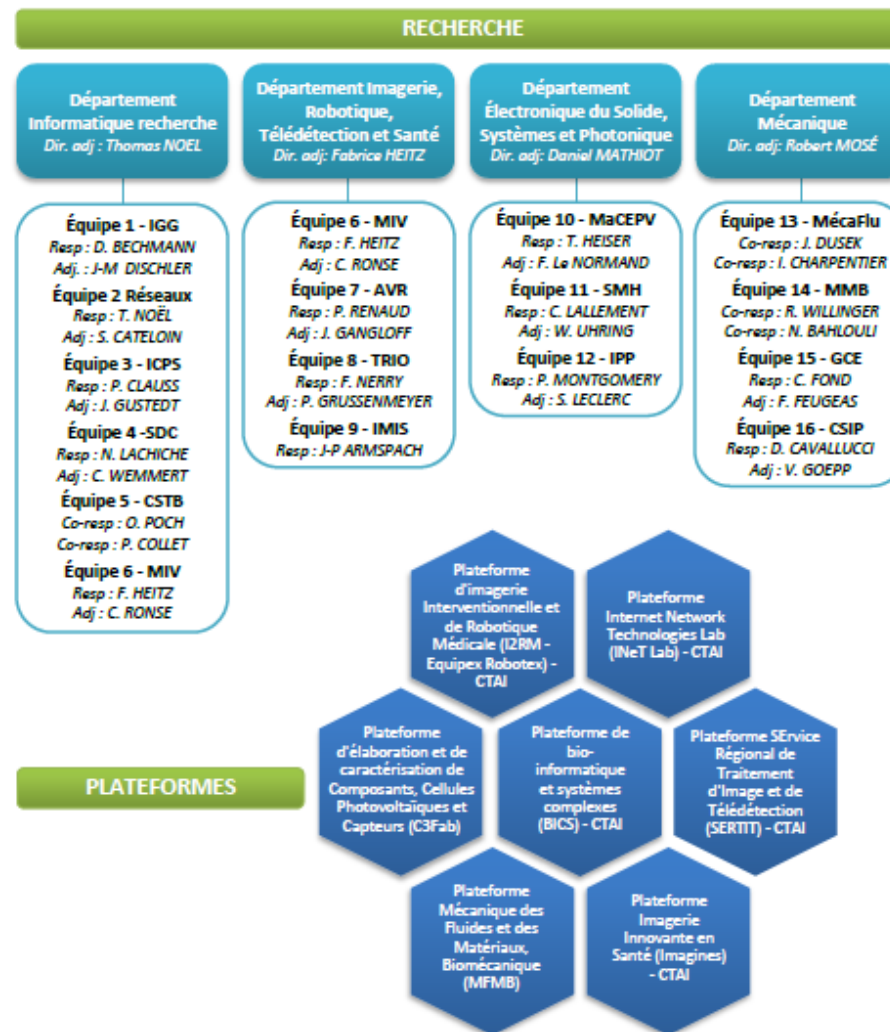 RECHERCHE
Département
Informatique recherche
Dir. adj : Thomas NOEL
Équipe 1 - IGG
Resp : D. BECHMANN
Adj. : J-M DISCHLER
Équipe 2 Réseaux
Resp : T. NOËL
Adj : S. CATELOIN
Équipe 3 - ICPS
Resp : P. CLAUSS
Adj : J. GUSTEDT
Équipe 4 -SDC
Resp : N. LACHICHE
Adj : C. WEMMERT
Équipe 5 - CSTB
Co-resp : O. POCH
Co-resp : P. COLLET
Équipe 6 - MIV
Resp : F. HEITZ
Adj : C. RONSE
Département Imagerie,
Robotique,
Télédétection et Santé
Dir. adj: Fabrice HEITZ
Équipe 6 - MIV
Resp : F. HEITZ
Adj : C. RONSE
Équipe 7 - AVR
Resp : P. RENAUD
Adj : J. GANGLOFF
Équipe 8 - TRIO
Resp : F. NERRY
Adj : P. GRUSSENMEYER
Équipe 9 - IMIS
Resp : J-P ARMSPACH
Département
Électronique du Solide,
Systèmes et Photonique
Dir. adj: Daniel MATHIOT
Équipe 10 - MaCEPV
Resp : T. HEISER
Adj : F. Le NORMAND
Équipe 11 - SMH
Resp : C. LALLEMENT
Adj : W. UHRING
Équipe 12 - IPP
Resp : P. MONTGOMERY
Adj : S. LECLERC
Département
Mécanique
Dir. adj: Robert MOSÉ
Équipe 13 - MécaFlu
Co-resp : J. DUSEK
Co-resp : I. CHARPENTIER
Équipe 14 - MMB
Co-resp : R. WILLINGER
Co-resp : N. BAHLOULI
Équipe 15 - GCE
Resp : C. FOND
Adj : F. FEUGEAS
Équipe 16 - CSIP
Resp : D. CAVALLUCCI
Adj : V. GOEPP
PLATEFORMES
Plateforme
d'imagerie
Interventionnelle et
de Robotique
Médicale (I2RM -
Equipex Robotex) -
CTAI
Plateforme
Internet Network
Technologies Lab
(INeT Lab) - CTAI
Plateforme
d'élaboration et de
caractérisation de
Composants, Cellules
Photovoltaïques et
Capteurs (C3Fab)
Plateforme de
bio-
informatique
et systèmes
complexes
(BICS) - CTAI
Plateforme SErvice
Régional de
Traitement
d'Image et de
Télédétection
(SERTIT) - CTAI
Plateforme
Mécanique des
Fluides et des
Matériaux,
Biomécanique
(MFMB)
Plateforme
Imagerie
Innovante en
Santé (Imagines)
- CTAI